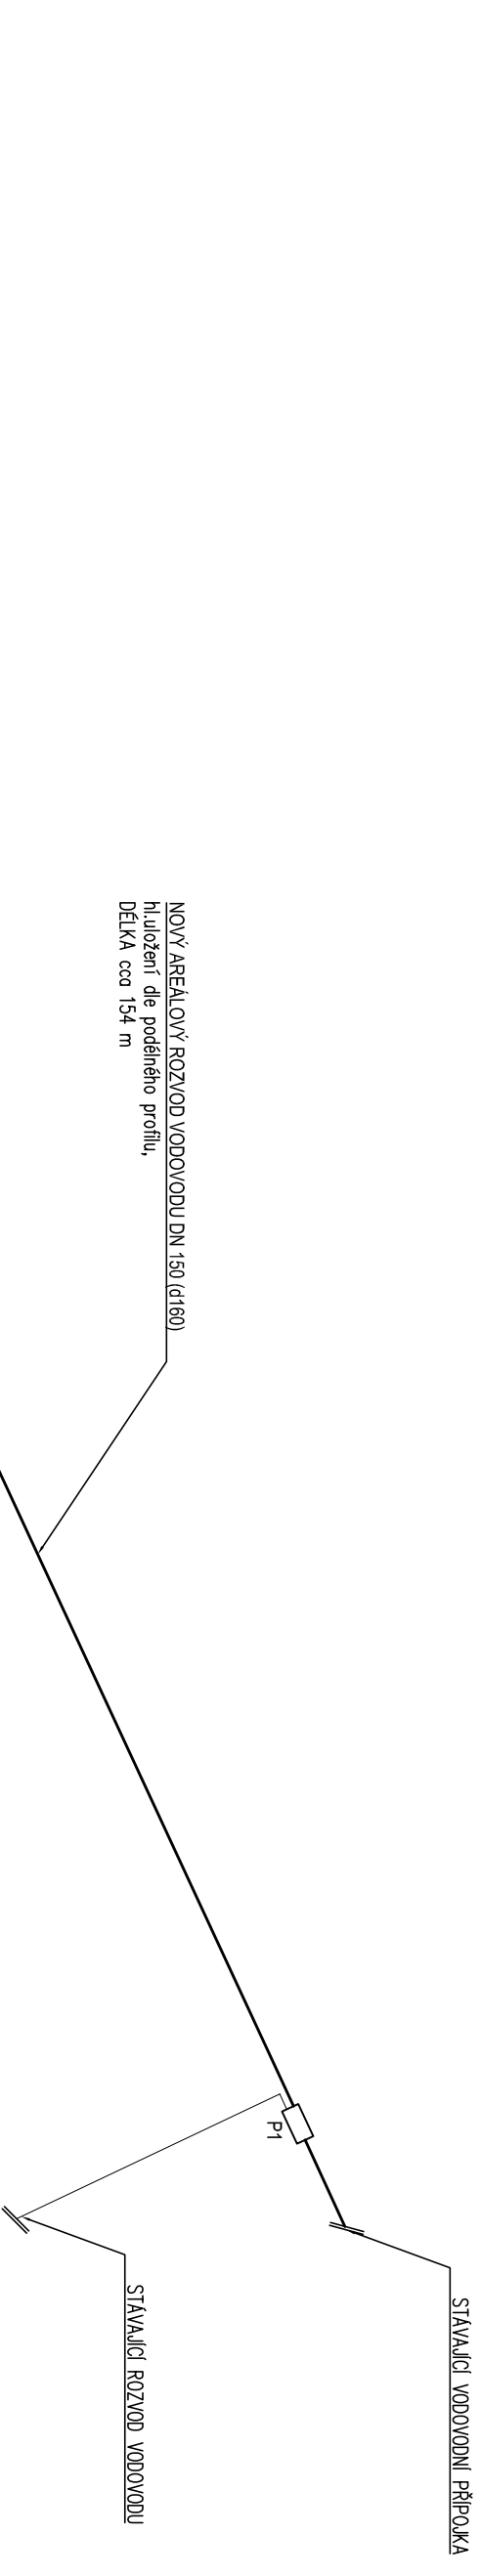 NOVÝ AREÁLOVÝ ROZVOD VODOVODU DN 150 (d160)
hl.uložení dle podélného profilu,
DÉLKA cca 154 m
P1
STÁVAJÍCÍ VODOVODNÍ PŘÍPOJKA
STÁVAJÍCÍ ROZVOD VODOVODU